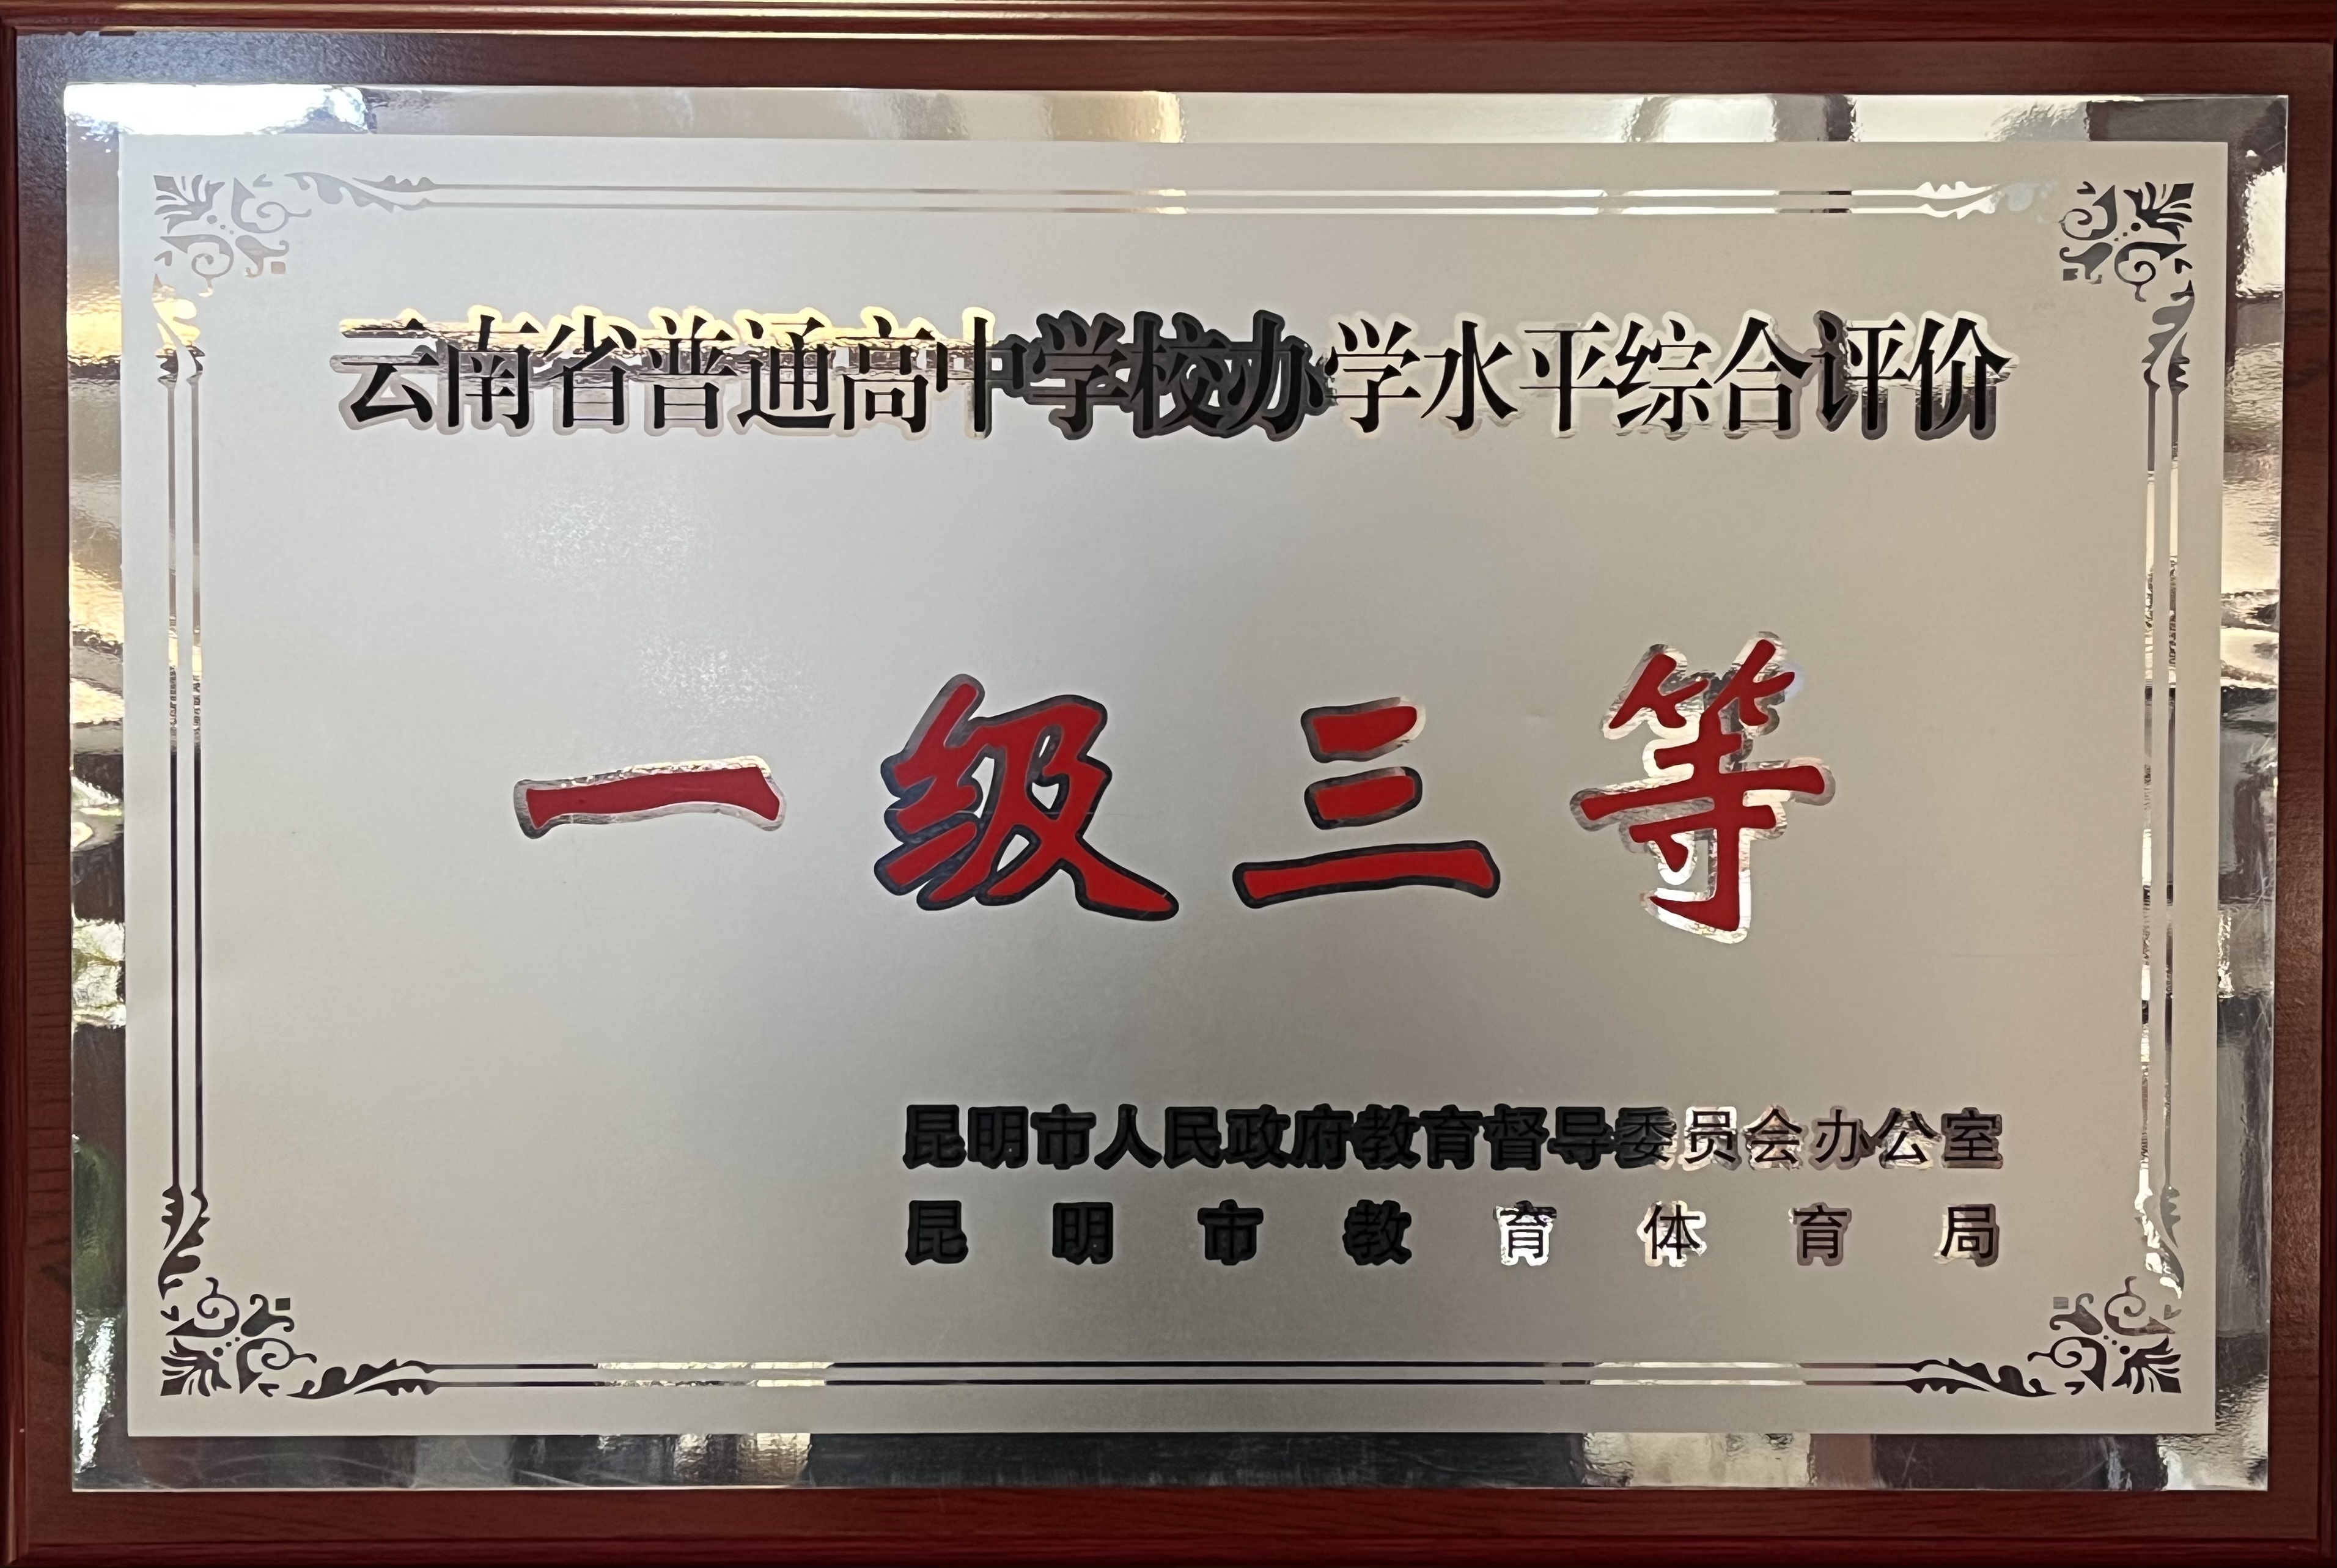 云南省普通高中学校办学水平综合评价
一级三等
昆明市人民政府教育督导委员会办公室
昆明市教育体育局